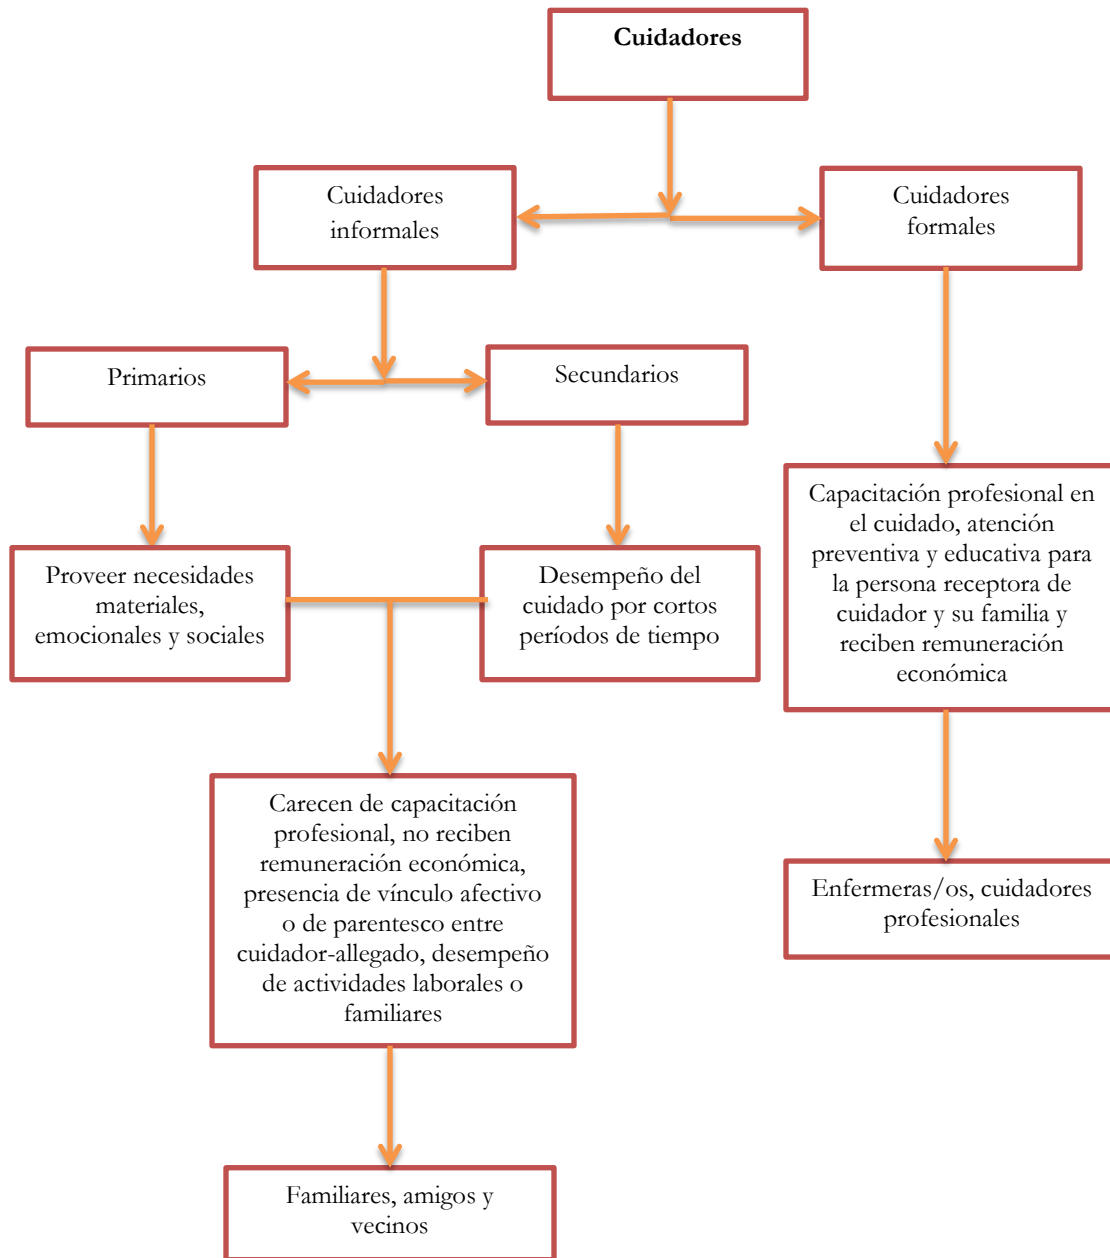 Cuidadores
Cuidadores
informales
Cuidadores
formales
Primarios
Secundarios
Capacitación profesional en
el cuidado, atención
preventiva y educativa para
la persona receptora de
cuidador y su familia y
reciben remuneración
económica
Proveer necesidades
materiales,
emocionales y sociales
Desempeño del
cuidado por cortos
períodos de tiempo
Carecen de capacitación
profesional, no reciben
remuneración económica,
presencia de vínculo afectivo
o de parentesco entre
cuidador-allegado, desempeño
de actividades laborales o
familiares
Enfermeras/os, cuidadores
profesionales
Familiares, amigos y
vecinos